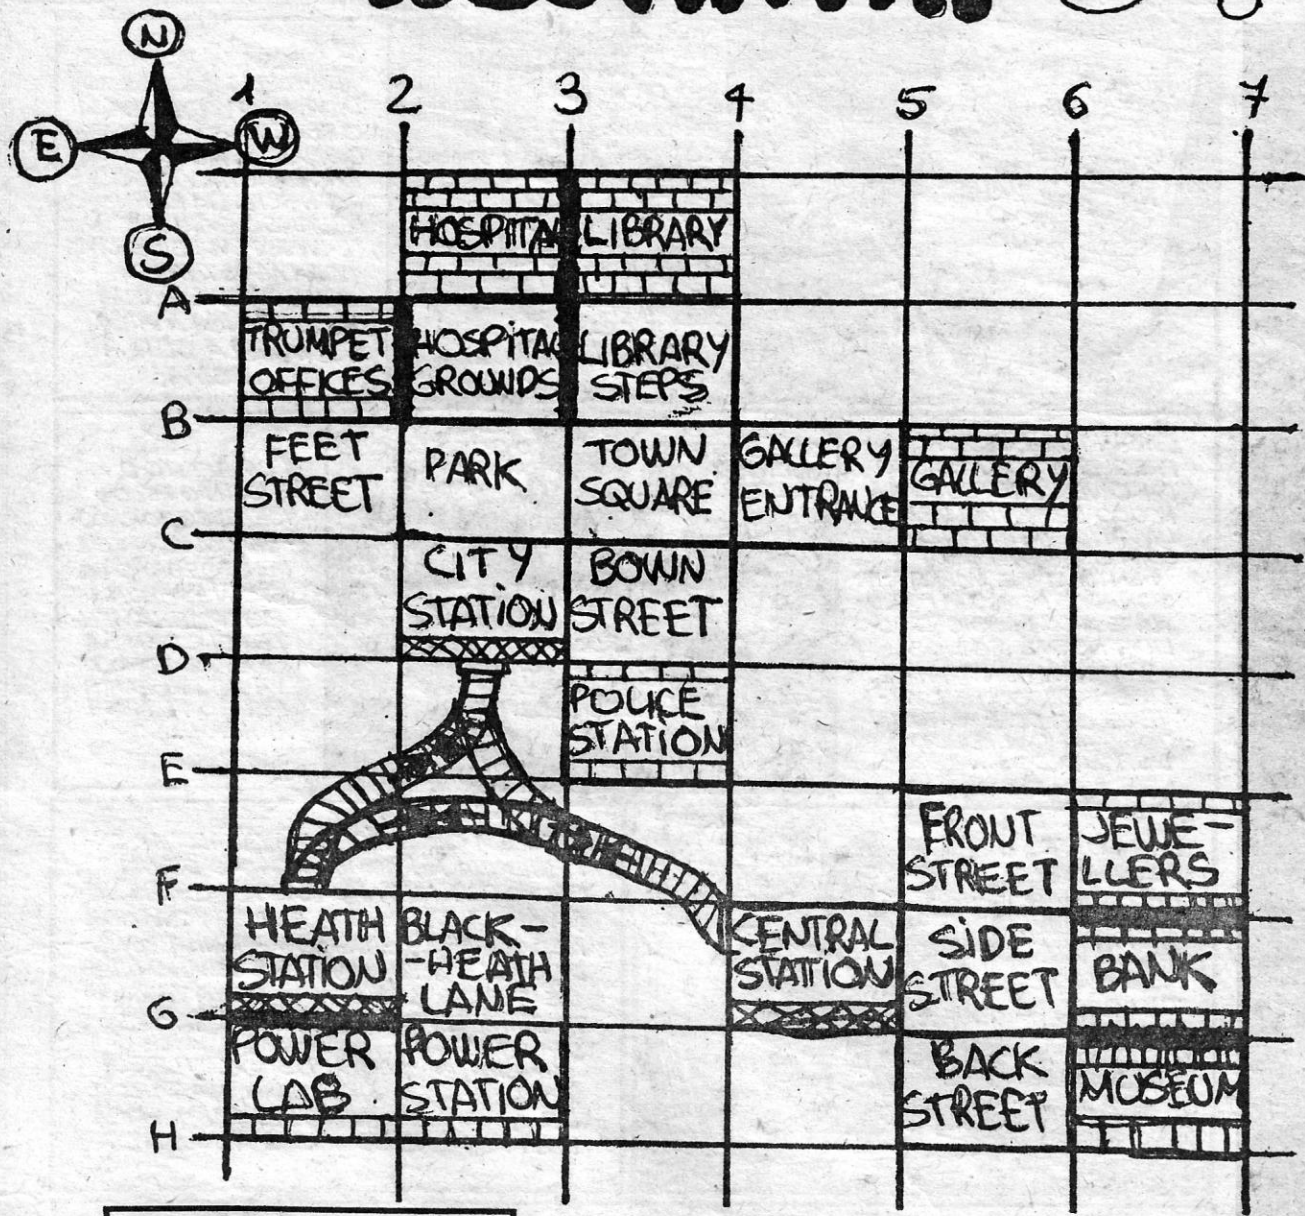 N
E W
S
1 2 3 4 5 6 7
HOSPITAL LIBRARY
A
TRUMPET OFFICES
HOSPITAL GROUNDS
LIBRARY STEPS
B
FEET STREET
PARK
TOWN SQUARE
GALLERY ENTRANCE
GALLERY
C
CITY STATION
BOWN STREET
D
POLICE STATION
E
FRONT STREET
JEWE-LLERS
F
HEATH STATION
BLACK-
-HEATH LANE
CENTRAL STATION
SIDE STREET
BANK
G
POWER LAB
POWER STATION
BACK STREET
MUSEUM
H